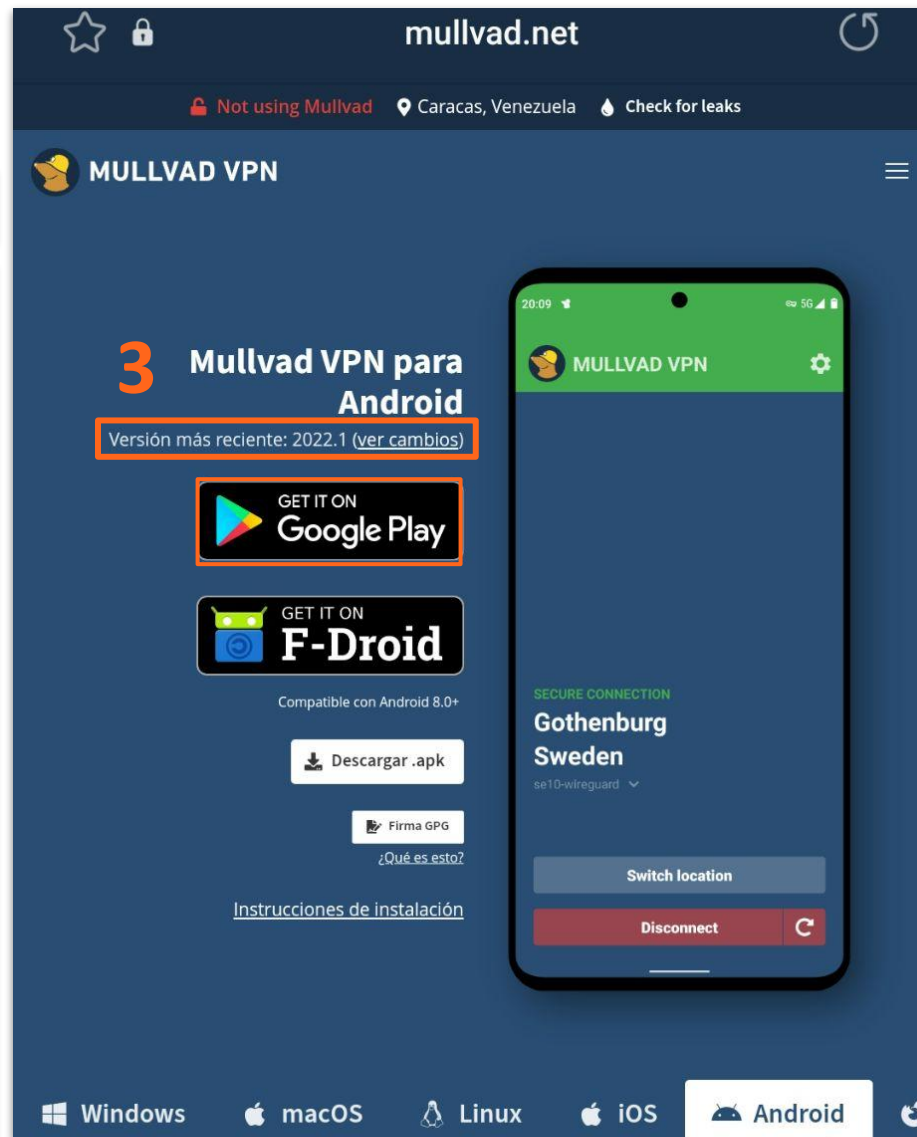 mullvad.net
Not using Mullvad Caracas, Venezuela Check for leaks
MULLVAD VPN
3
Mullvad VPN para
Android
Versión más reciente: 2022.1 (ver cambios)
GET IT ON
Google Play
GET IT ON
F-Droid
Compatible con Android 8.0+
Descargar .apk
Firma GPG
¿Qué es esto?
Instrucciones de instalación
20:09 5G
MULLVAD VPN
SECURE CONNECTION
Gothenburg
Sweden
se10-wireguard
Switch location
Disconnect
Windows macOS Linux iOS Android